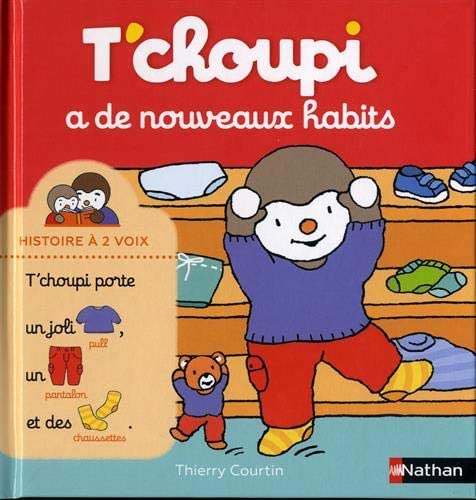 T'choupi
a de nouveaux habits
HISTOIRE À 2 VOIX
T'choupi porte
un joli ,
pull
un
pantalon
et des .
chaussettes
Thierry Courtin
Nathan